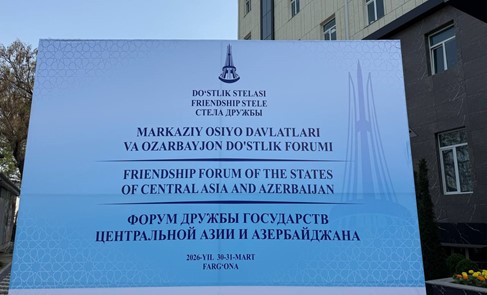 DO'STLIK STELASI
FRIENDSHIP STELE
СТЕЛА ДРУЖБЫ
MARKAZIY OSIYO DAVLATLARI
VA OZARBAYJON DO'STLIK FORUMI
FRIENDSHIP FORUM OF THE STATES
OF CENTRAL ASIA AND AZERBAIJAN
ФОРУМ ДРУЖБЫ ГОСУДАРСТВ
ЦЕНТРАЛЬНОЙ АЗИИ И АЗЕРБАЙДЖАНА
2026-YIL 30-31-MART
FARG'ONA